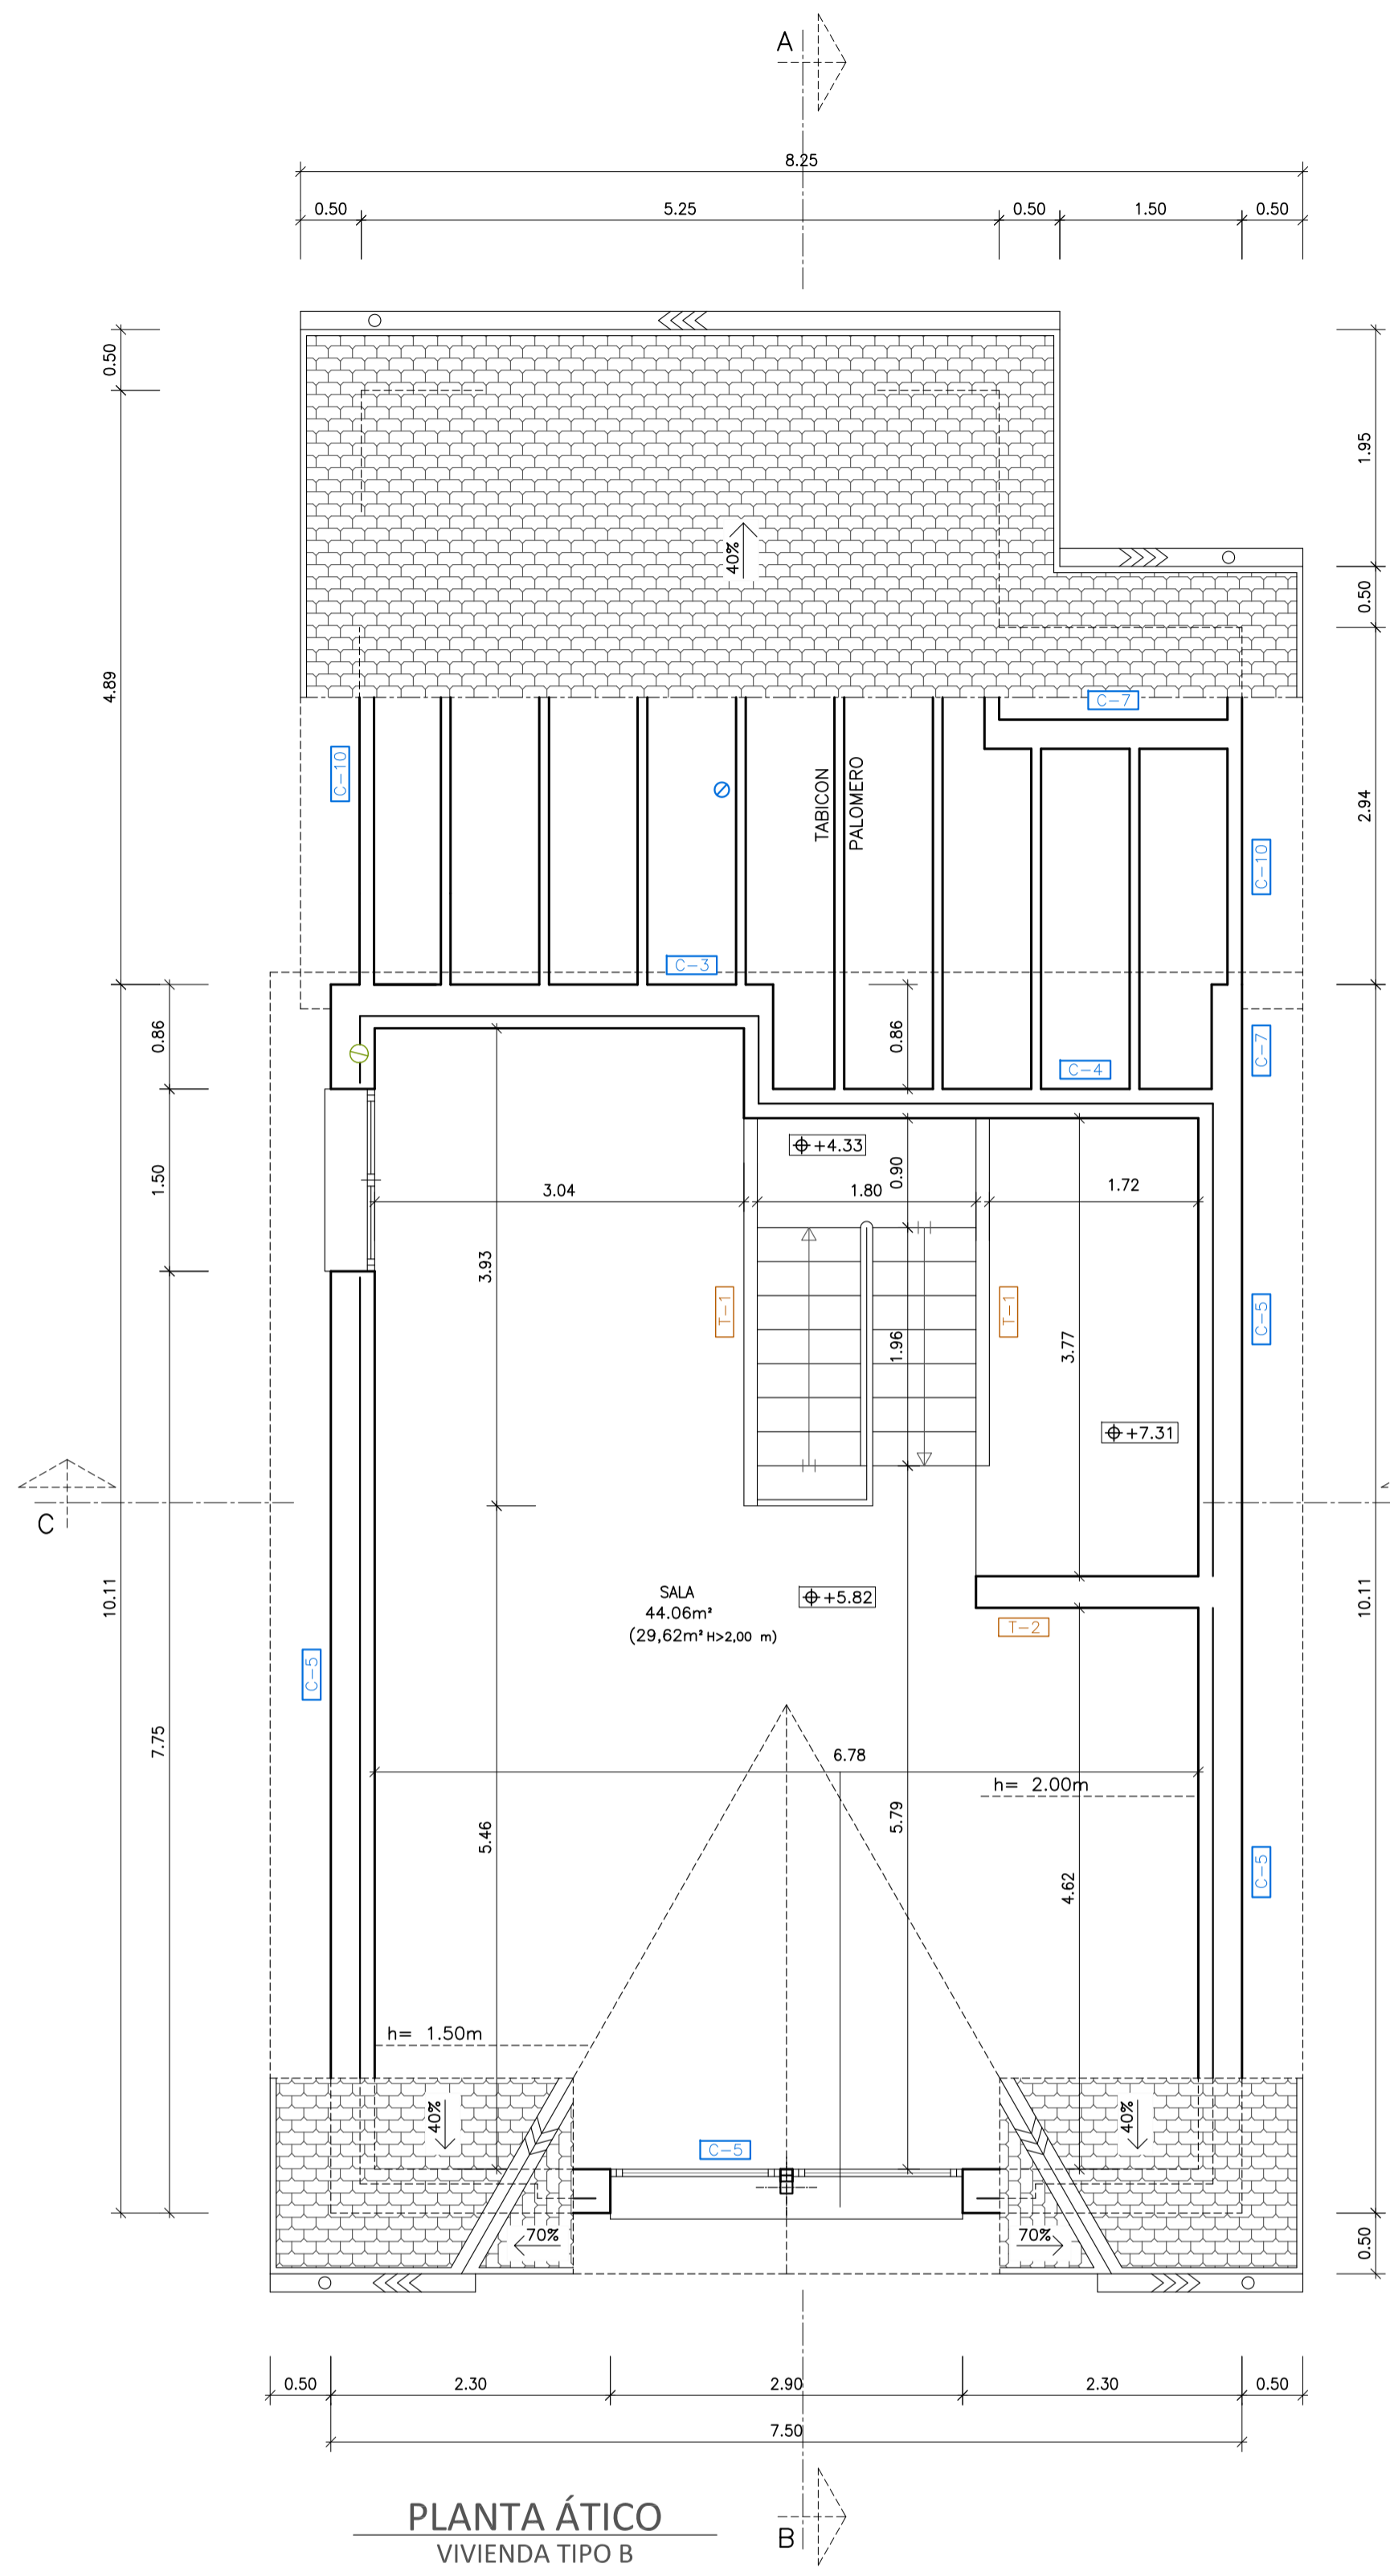 A
8.25
0.50
5.25
0.50
1.50
0.50
0.50
1.95
40%
0.50
4.89
C-7
C-10
TABICON
PALOMERO
2.94
C-10
C-3
0.86
0.86
C-7
C-4
+4.33
0.90
1.50
3.04
1.80
1.72
3.93
T-1
T-1
C-5
1.96
3.77
+7.31
C
10.11
SALA
44.06m²
(29,62m² H>2,00 m)
+5.82
10.11
T-2
C-5
7.75
6.78
h= 2.00m
5.46
5.79
4.62
C-5
h= 1.50m
40%
40%
C-5
70%
70%
0.50
0.50
2.30
2.90
2.30
0.50
7.50
PLANTA ÁTICO
B
VIVIENDA TIPO B